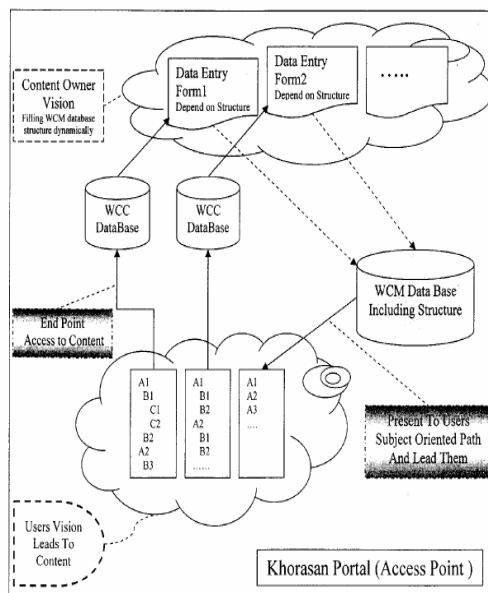 Data Entry
Form1
Depend on Structure
Data Entry
Form2
Depend on Structure
.....
Content Owner
Vision
Filling WCM database
structure dynamically
WCC
DataBase
WCC
DataBase
WCM Data Base
Including Structure
End Point
Access to Content
A1
B1
C1
C2
B2
A2
B3
A1
B1
B2
A2
B1
B2
......
A1
A2
A3
....
Present To Users
Subject Oriented Path
And Lead Them
Users Vision
Leads To
Content
Khorasan Portal (Access Point )